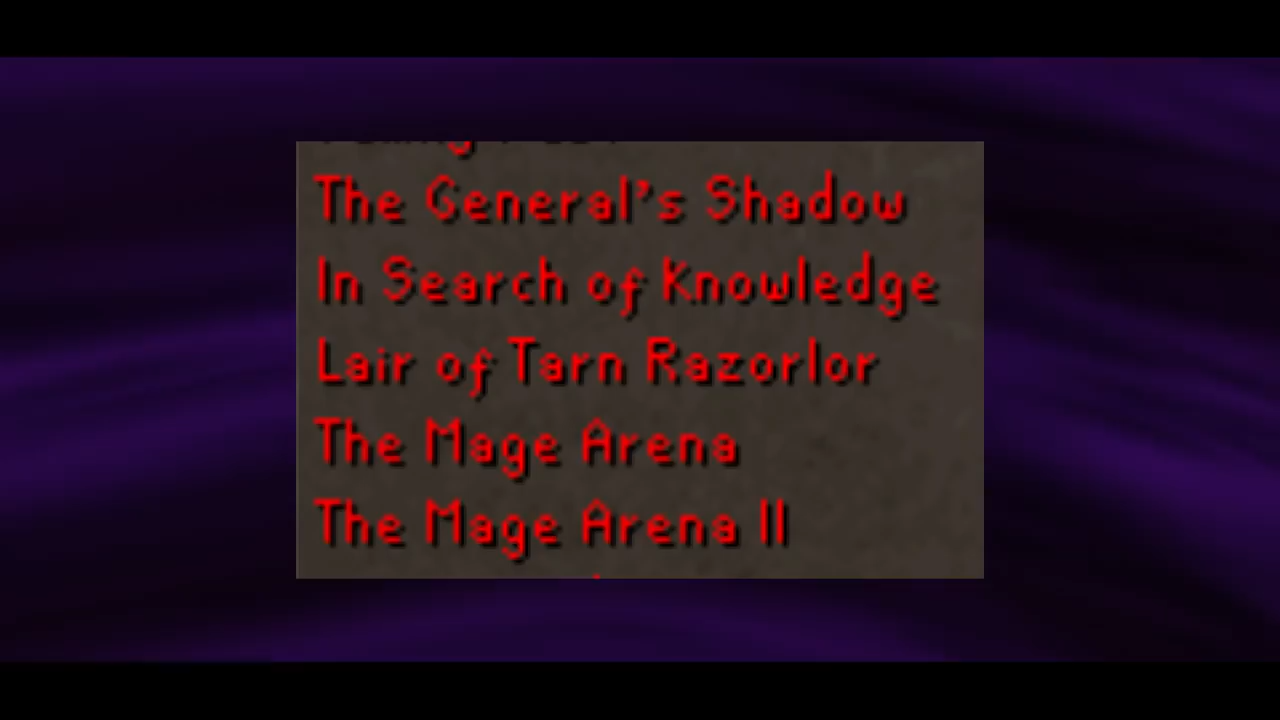 The General's Shadow
In Search of Knowledge
Lair of Tarn Razorlor
The Mage Arena
The Mage Arena II